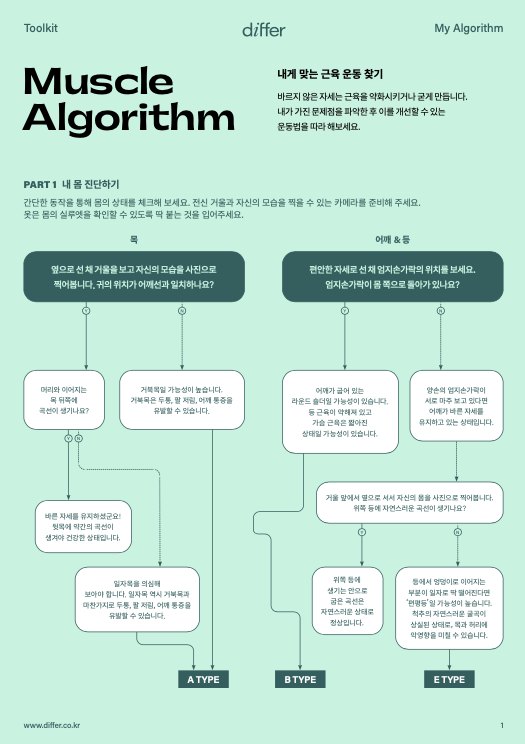 Toolkit
differ
My Algorithm
Muscle
Algorithm
내게 맞는 근육 운동 찾기
바르지 않은 자세는 근육을 약화시키거나 굳게 만듭니다.
내가 가진 문제점을 파악한 후 이를 개선할 수 있는
운동법을 따라 해보세요.
PART 1 내 몸 진단하기
간단한 동작을 통해 몸의 상태를 체크해 보세요. 전신 거울과 자신의 모습을 찍을 수 있는 카메라를 준비해 주세요.
옷은 몸의 실루엣을 확인할 수 있도록 딱 붙는 것을 입어주세요.
목
옆으로 선 채 거울을 보고 자신의 모습을 사진으로
찍어봅니다. 귀의 위치가 어깨선과 일치하나요?
Y
N
머리와 이어지는
목 뒤쪽에
곡선이 생기나요?
거북목일 가능성이 높습니다.
거북목은 두통, 팔 저림, 어깨 통증을
유발할 수 있습니다.
Y
N
바른 자세를 유지하셨군요!
뒷목에 약간의 곡선이
생겨야 건강한 상태입니다.
일자목을 의심해
보아야 합니다. 일자목 역시 거북목과
마찬가지로 두통, 팔 저림, 어깨 통증을
유발할 수 있습니다.
A TYPE
어깨 & 등
편안한 자세로 선 채 엄지손가락의 위치를 보세요.
엄지손가락이 몸 쪽으로 돌아가 있나요?
Y
N
어깨가 굽어 있는
라운드 숄더일 가능성이 있습니다.
등 근육이 약해져 있고
가슴 근육은 짧아진
상태일 가능성이 있습니다.
양손의 엄지손가락이
서로 마주 보고 있다면
어깨가 바른 자세를
유지하고 있는 상태입니다.
거울 앞에서 옆으로 서서 자신의 몸을 사진으로 찍어봅니다.
위쪽 등에 자연스러운 곡선이 생기나요?
Y
N
위쪽 등에
생기는 안으로
굽은 곡선은
자연스러운 상태로
정상입니다.
등에서 엉덩이로 이어지는
부분이 일자로 딱 떨어진다면
'편평등'일 가능성이 높습니다.
척추의 자연스러운 굴곡이
상실된 상태로, 목과 허리에
악영향을 미칠 수 있습니다.
B TYPE
E TYPE
www.differ.co.kr
1